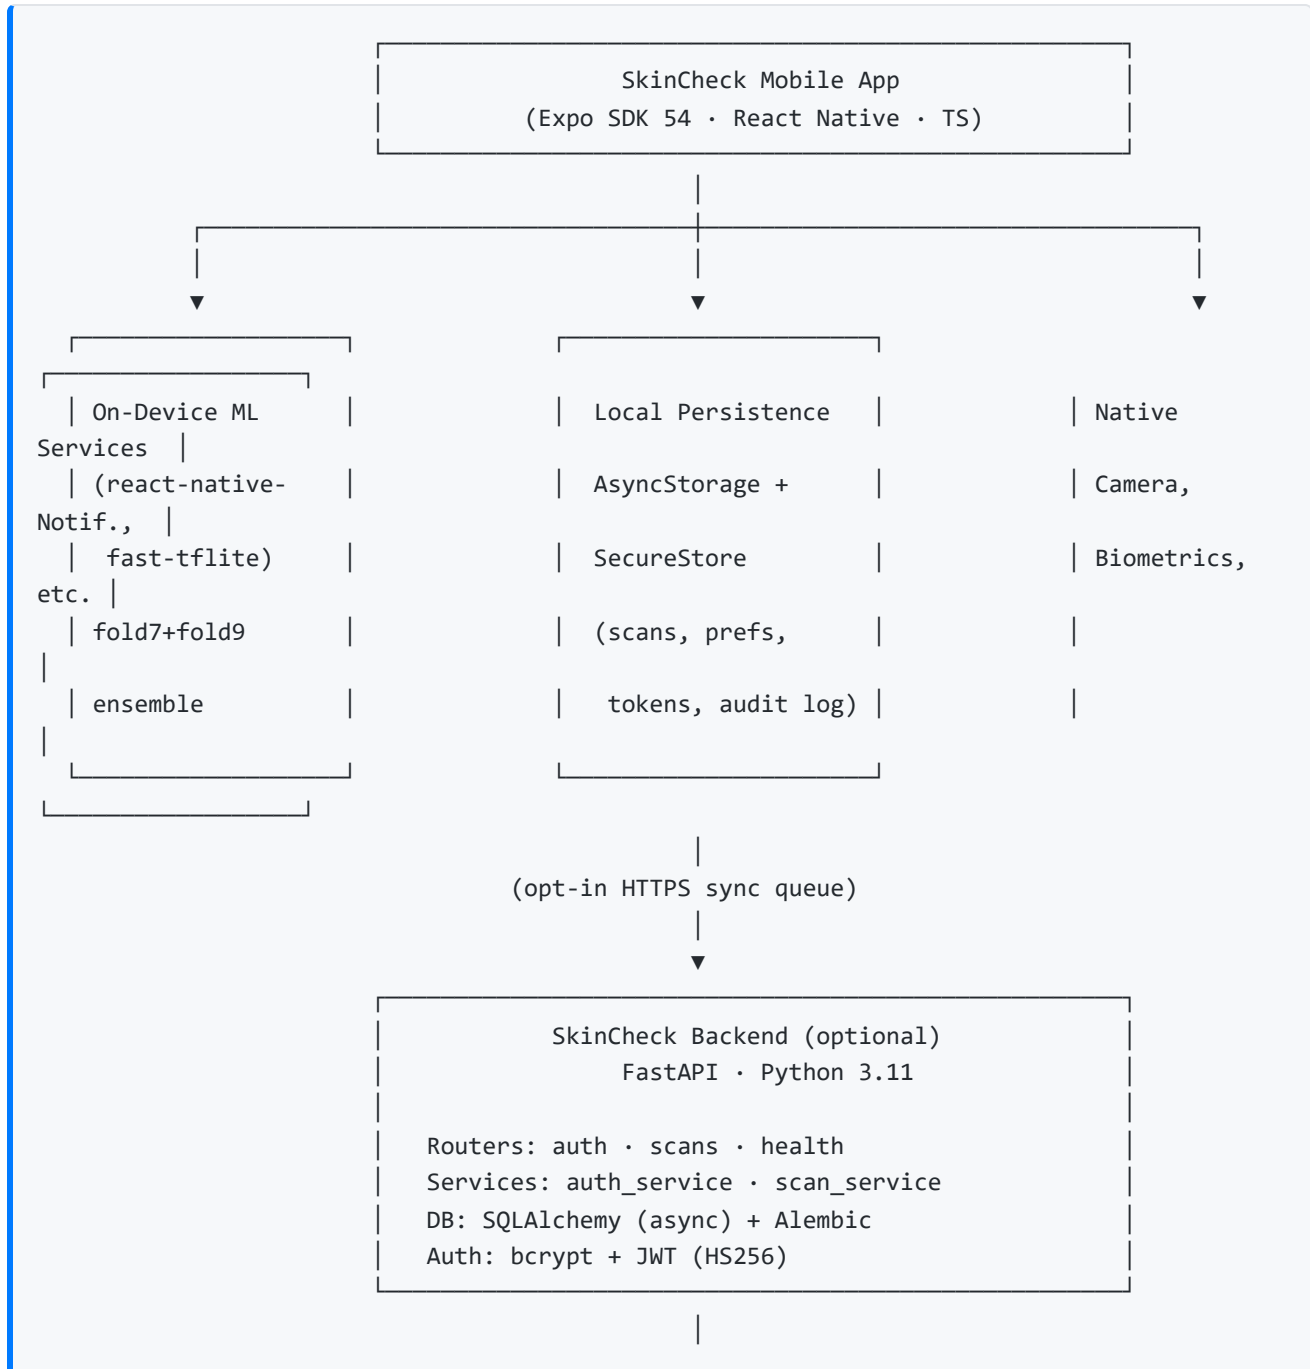 SkinCheck Mobile App
(Expo SDK 54 · React Native · TS)
On-Device ML Local Persistence Native
Services
(react-native- AsyncStorage + Camera,
Notif.,
fast-tflite) SecureStore Biometrics,
etc.
fold7+fold9 (scans, prefs,
ensemble tokens, audit log)
(opt-in HTTPS sync queue)
SkinCheck Backend (optional)
FastAPI · Python 3.11
Routers: auth · scans · health
Services: auth_service · scan_service
DB: SQLAlchemy (async) + Alembic
Auth: bcrypt + JWT (HS256)